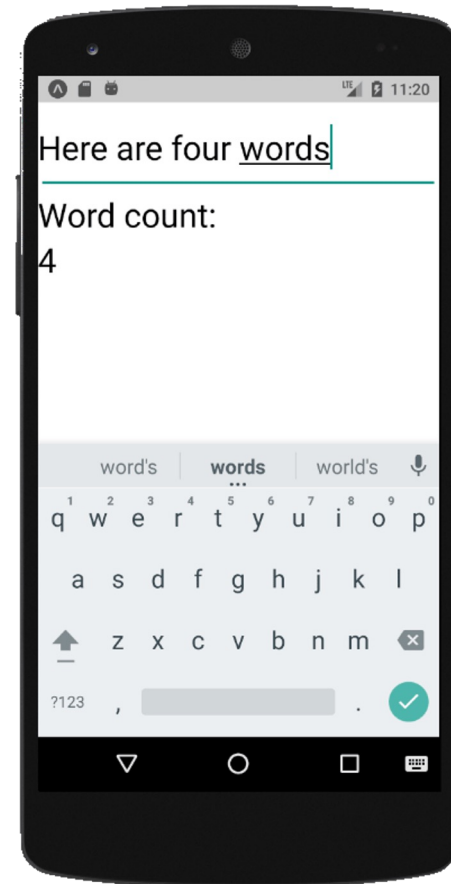 LTE 11:20
Here are four words
Word count:
4
word's words world's
1 2 3 4 5 6 7 8 9 0
q w e r t y u i o p
a s d f g h j k l
z x c v b n m
?123 , .